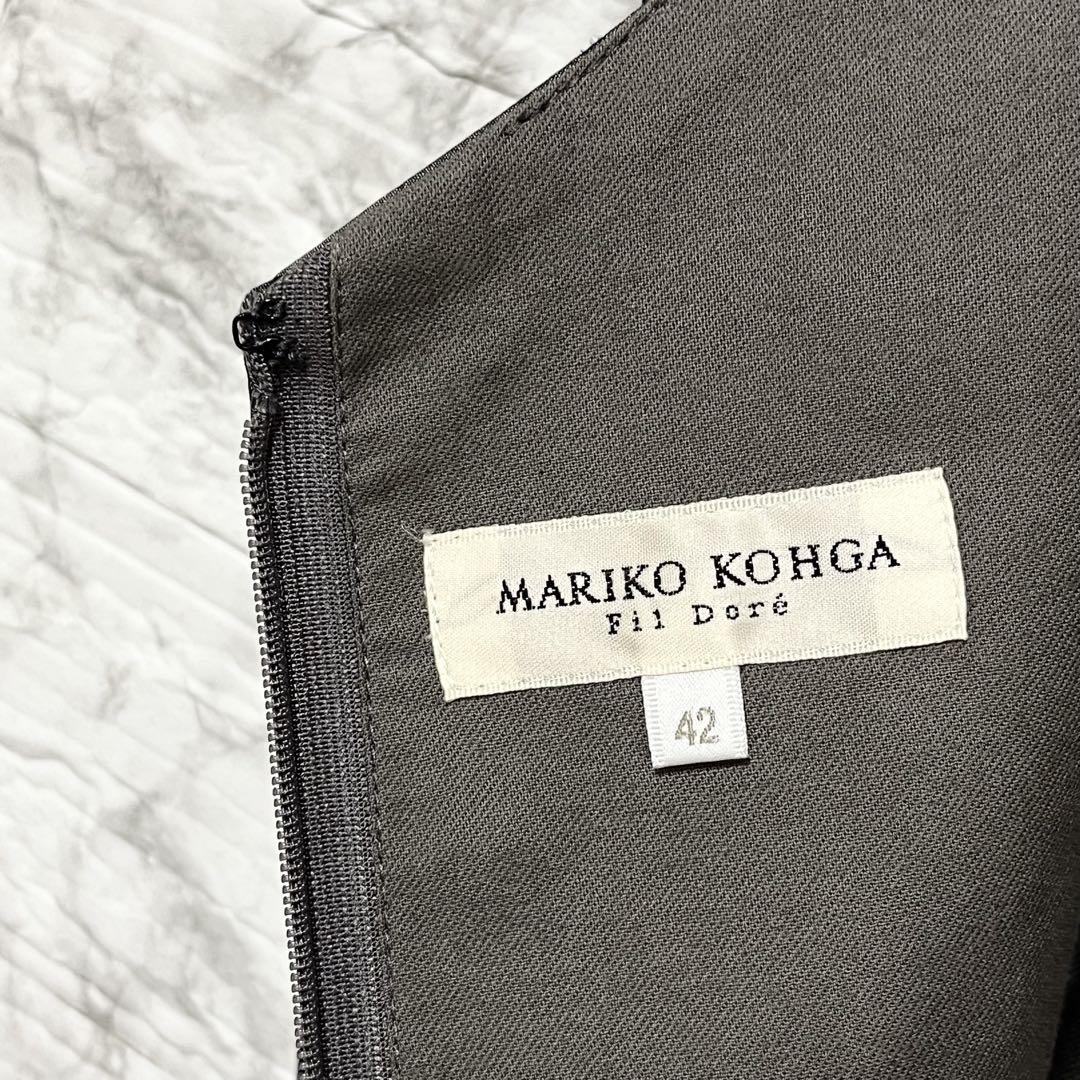 MARIKO KOHGA
Fil Doré
42